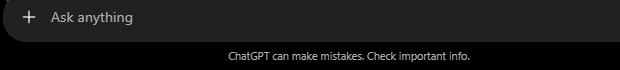 Ask anything
ChatGPT can make mistakes. Check important info.